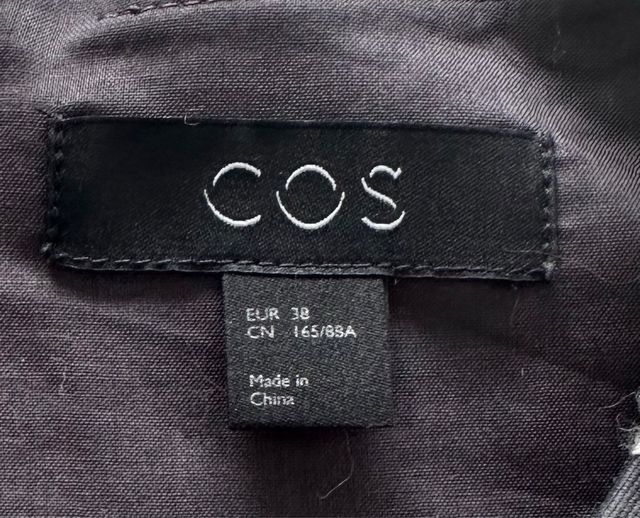 COS
EUR 38
CN 165/88A
Made in
China